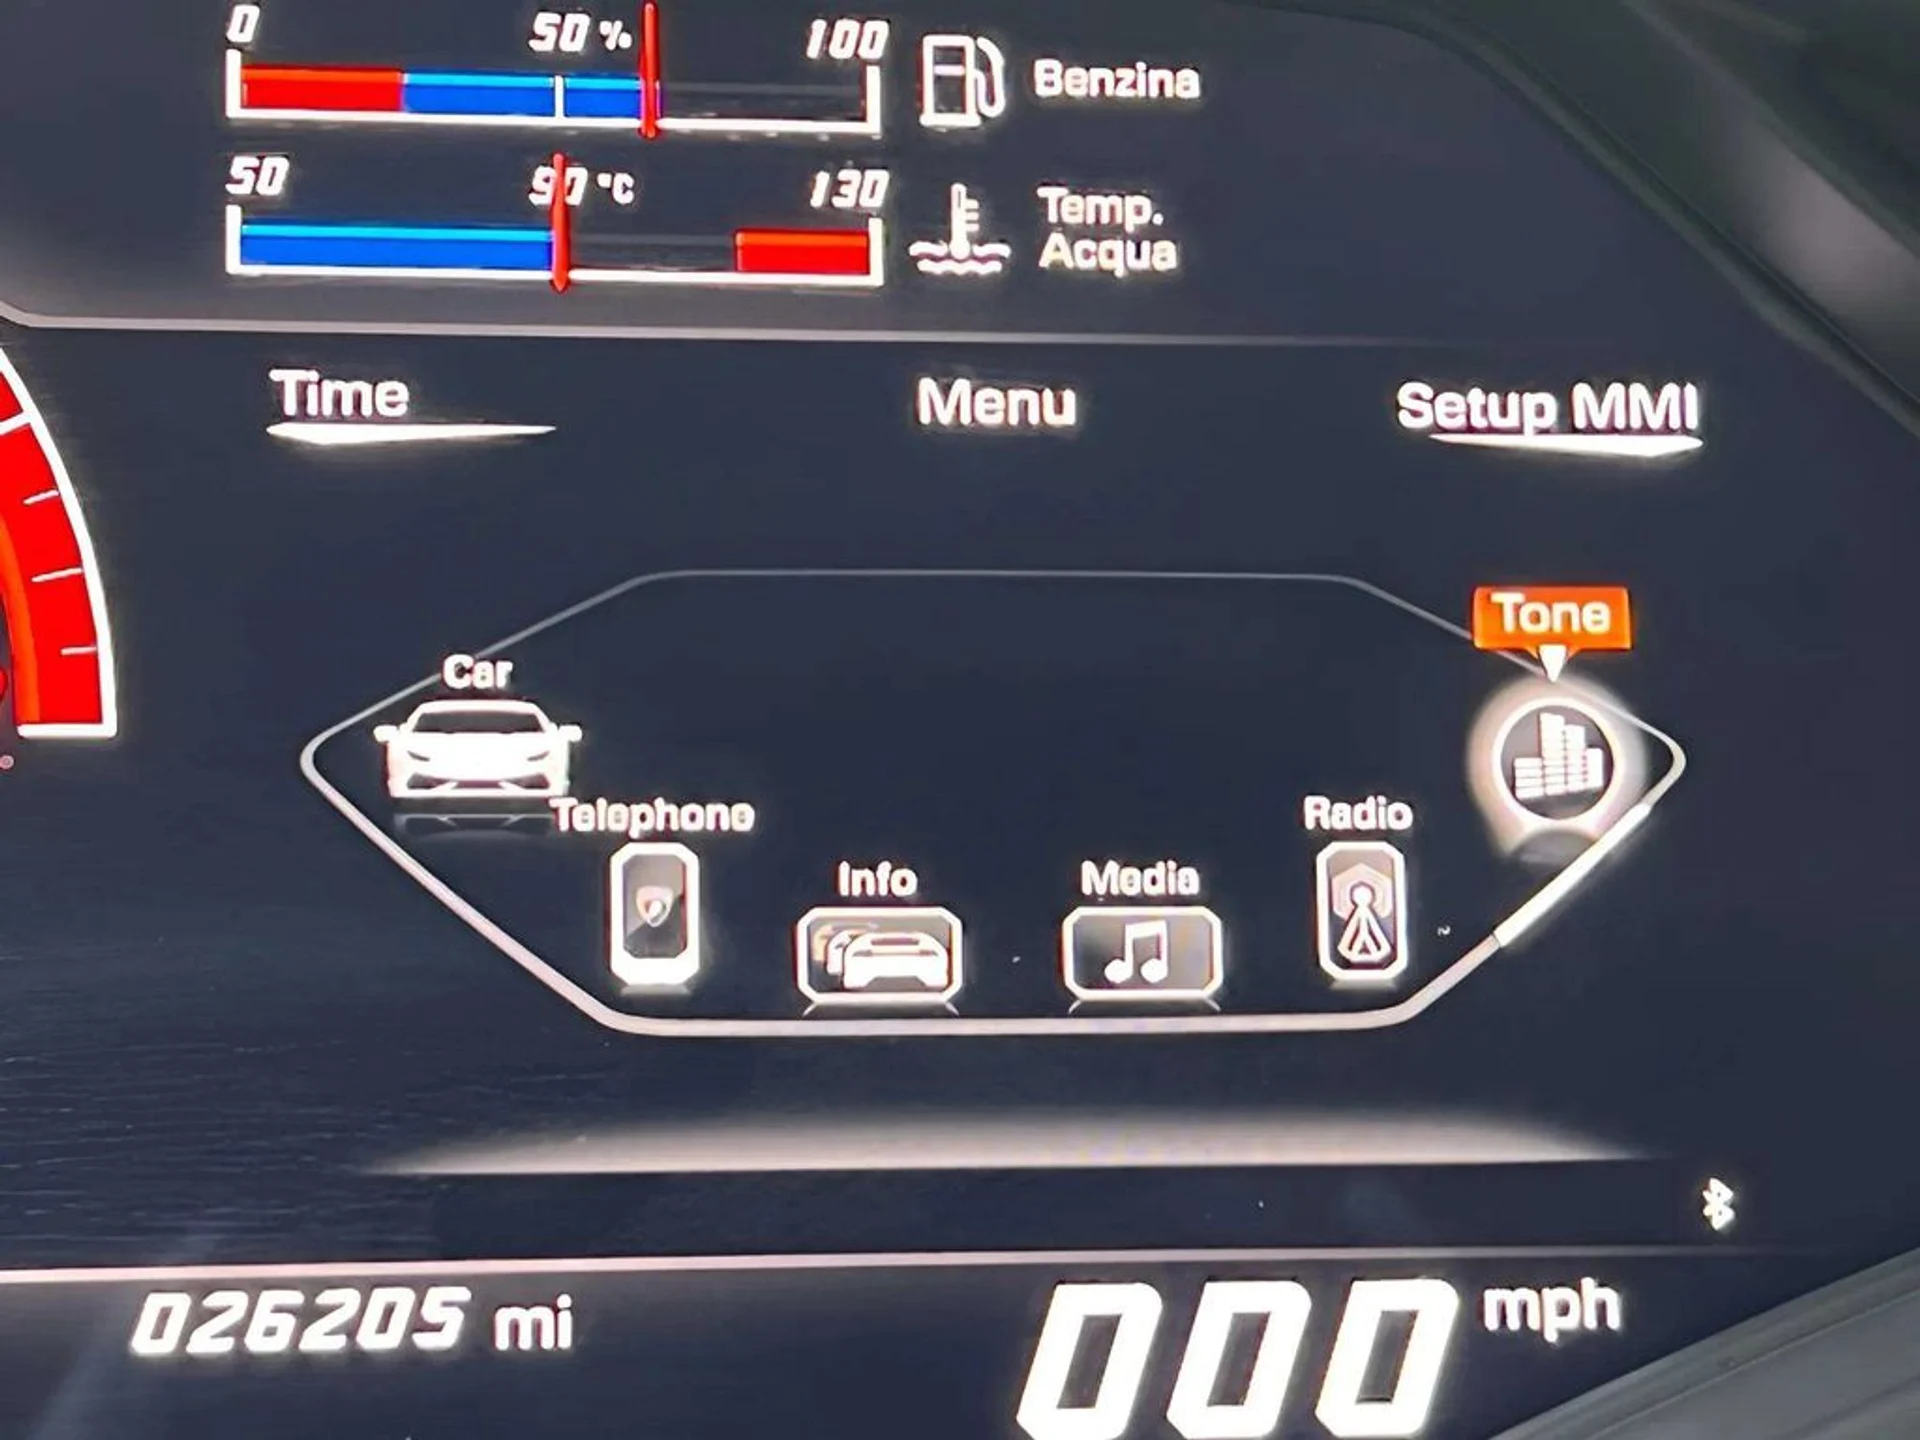 0 50 % 100
Benzina
50 90 °C 130
Temp.
Acqua
Time Menu Setup MMI
Tone
Car
Telephone Radio
Info Media
026205 mi 000 mph